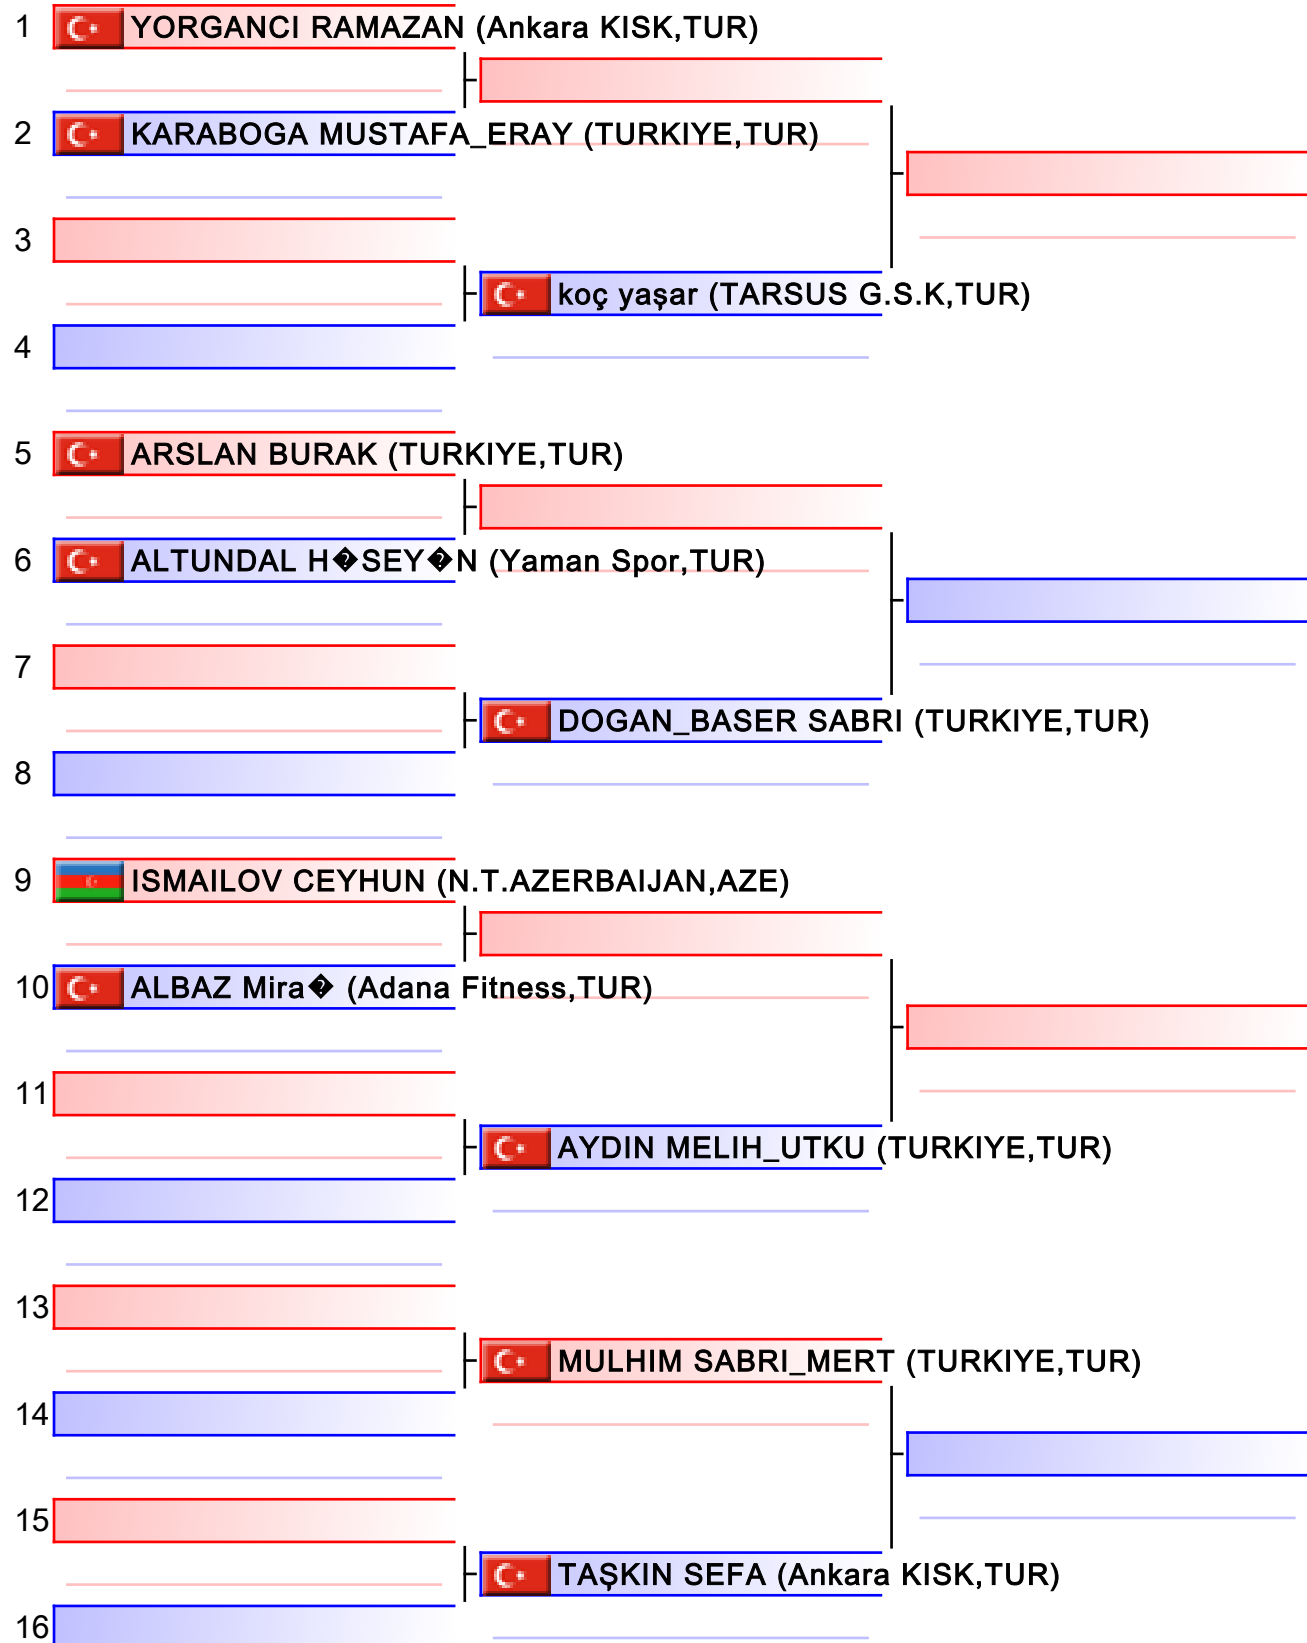 1 YORGANCI RAMAZAN (Ankara KISK,TUR)
2 KARABOGA MUSTAFA_ERAY (TURKIYE,TUR)
3
koç yaşar (TARSUS G.S.K,TUR)
4
5 ARSLAN BURAK (TURKIYE,TUR)
6 ALTUNDAL H�SEY�N (Yaman Spor,TUR)
7
DOGAN_BASER SABRI (TURKIYE,TUR)
8
9 ISMAILOV CEYHUN (N.T.AZERBAIJAN,AZE)
10 ALBAZ Mira� (Adana Fitness,TUR)
11
AYDIN MELIH_UTKU (TURKIYE,TUR)
12
13
MULHIM SABRI_MERT (TURKIYE,TUR)
14
15
TAŞKIN SEFA (Ankara KISK,TUR)
16